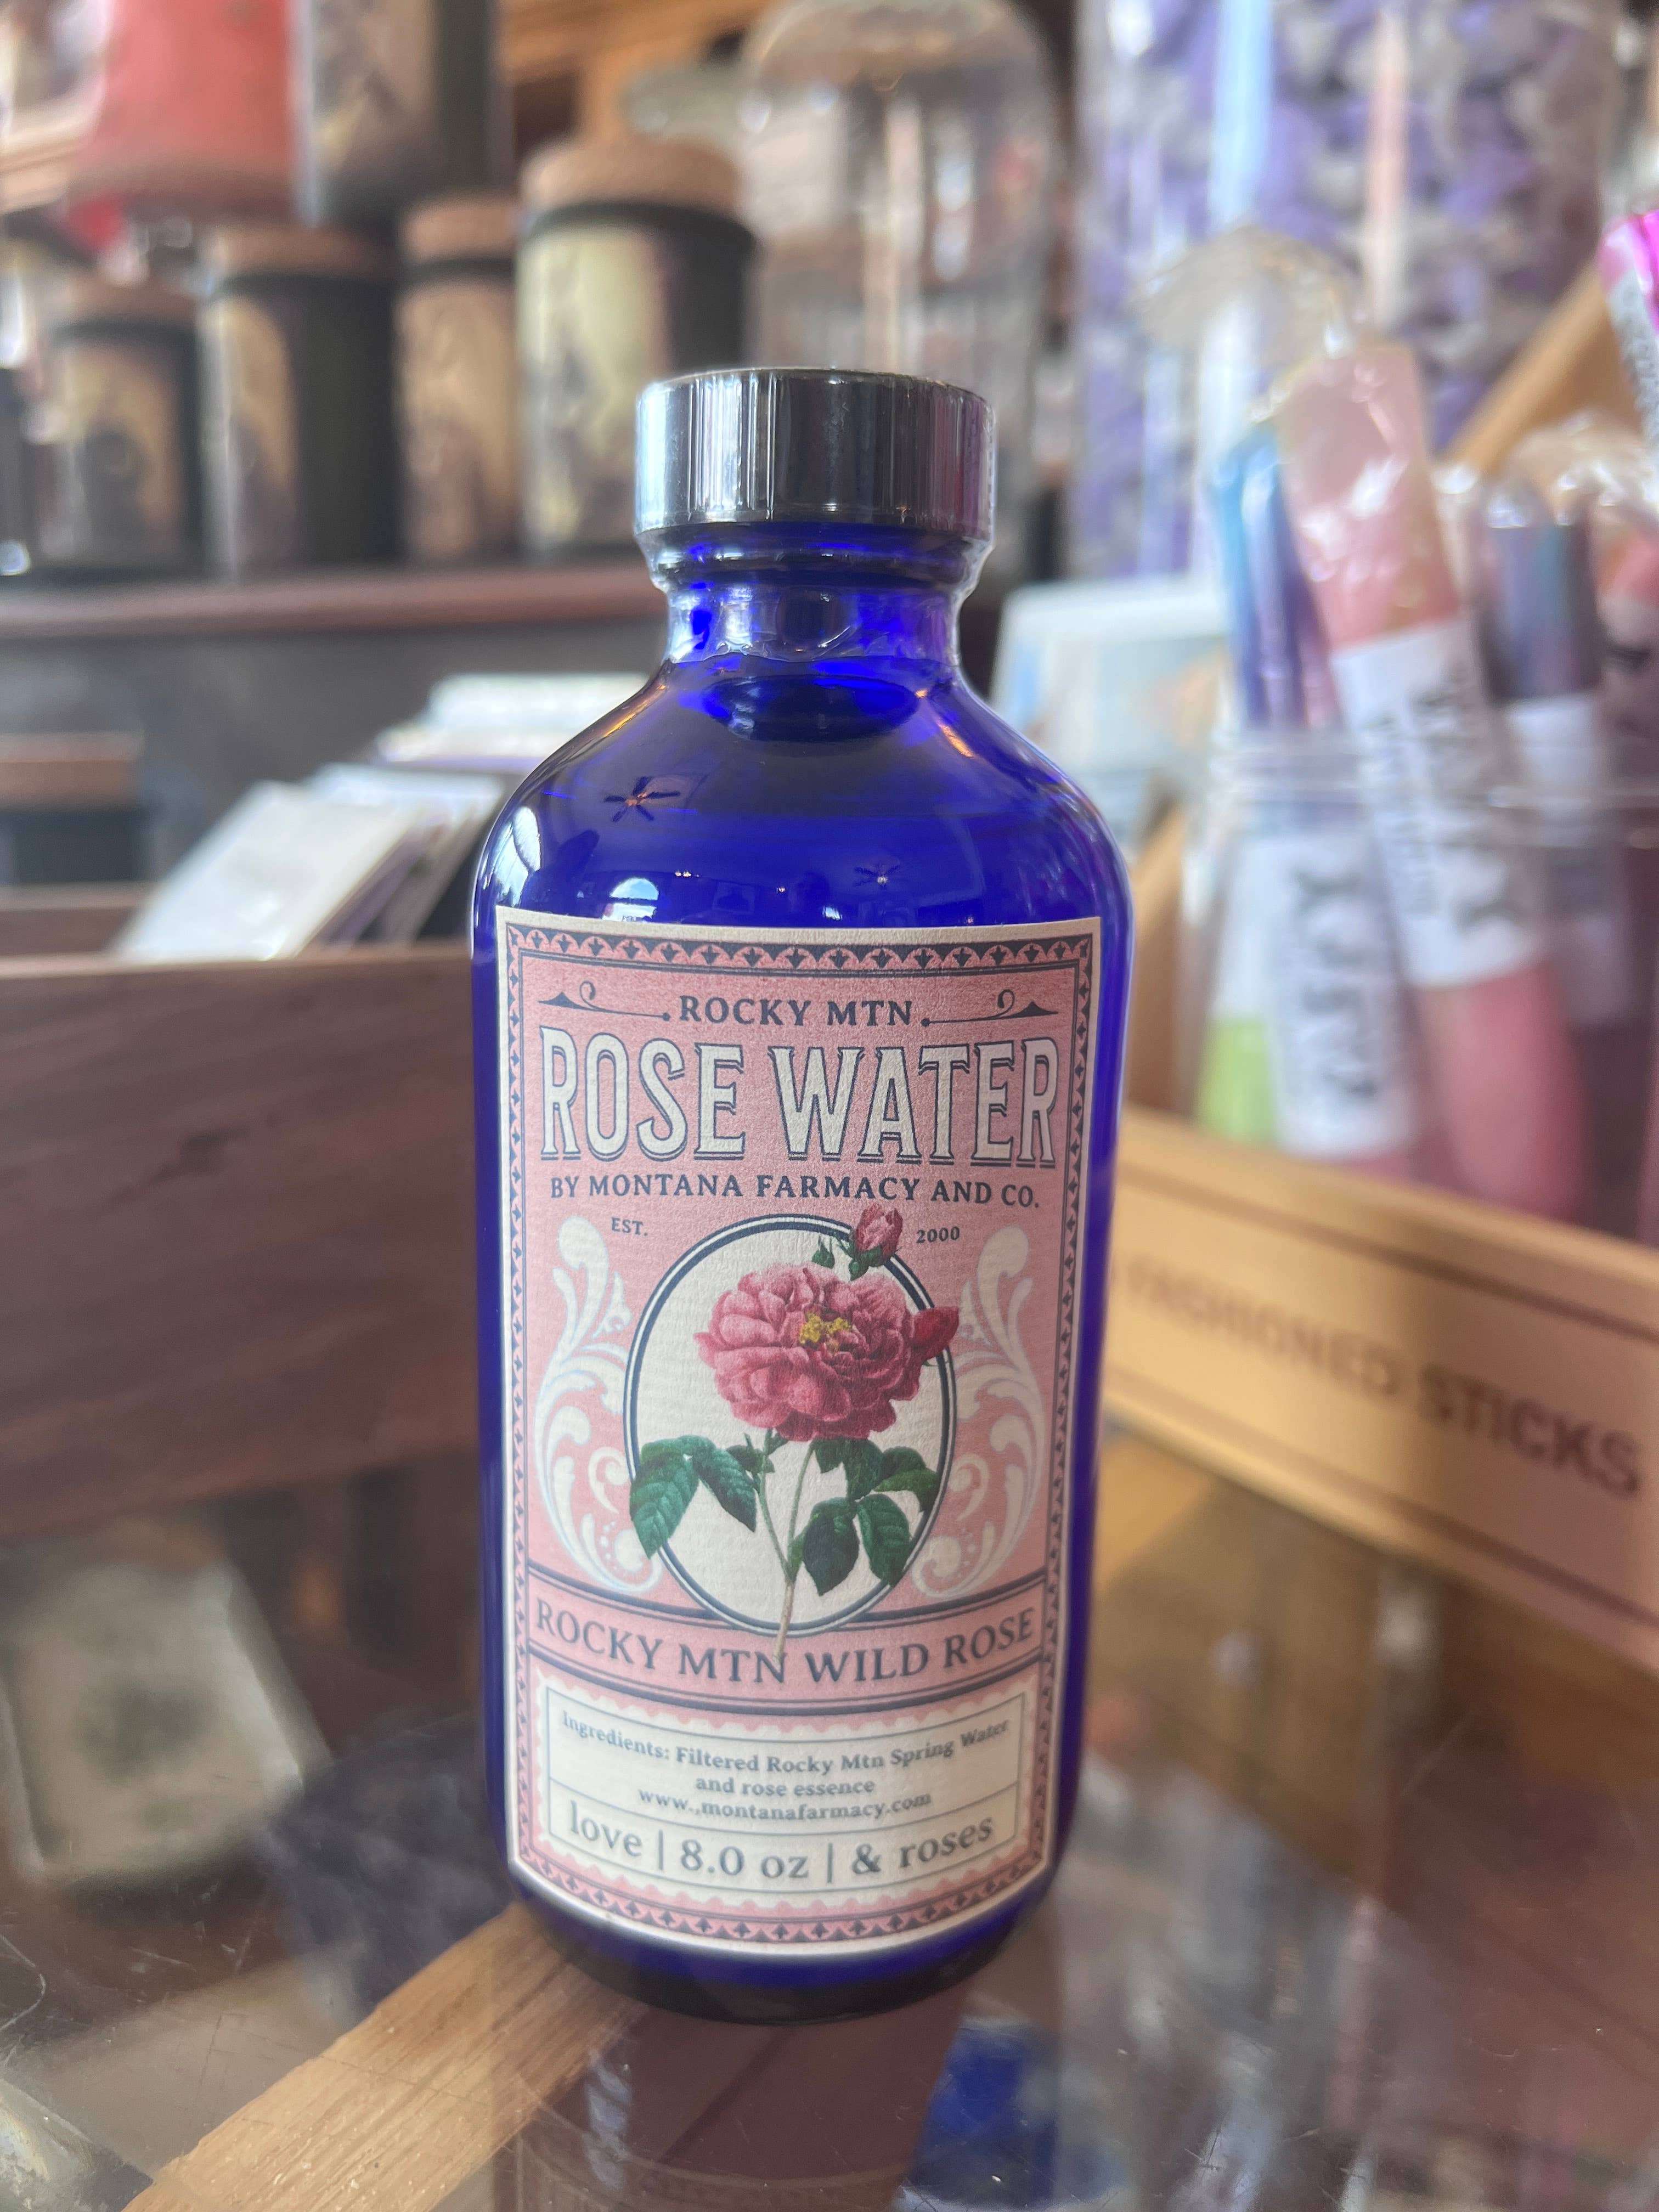 ROCKY MTN
ROSE WATER
BY MONTANA FARMACY AND CO.
EST. 2000
ROCKY MTN WILD ROSE
Ingredients: Filtered Rocky Mtn Spring Water
and rose essence
www.,montanafarmacy.com
love | 8.0 oz | & roses
FASHIONED STICKS